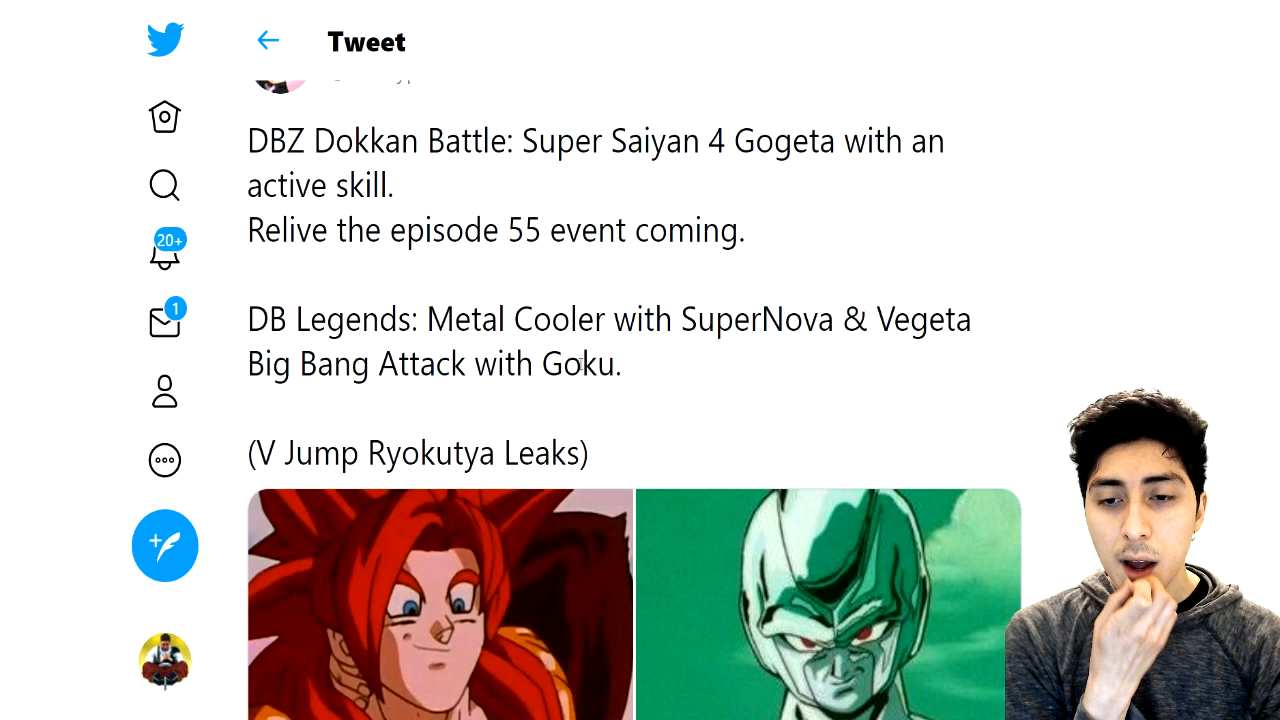 Tweet
DBZ Dokkan Battle: Super Saiyan 4 Gogeta with an
active skill.
Relive the episode 55 event coming.
20+
DB Legends: Metal Cooler with SuperNova & Vegeta
1
Big Bang Attack with Goku.
(V Jump Ryokutya Leaks)